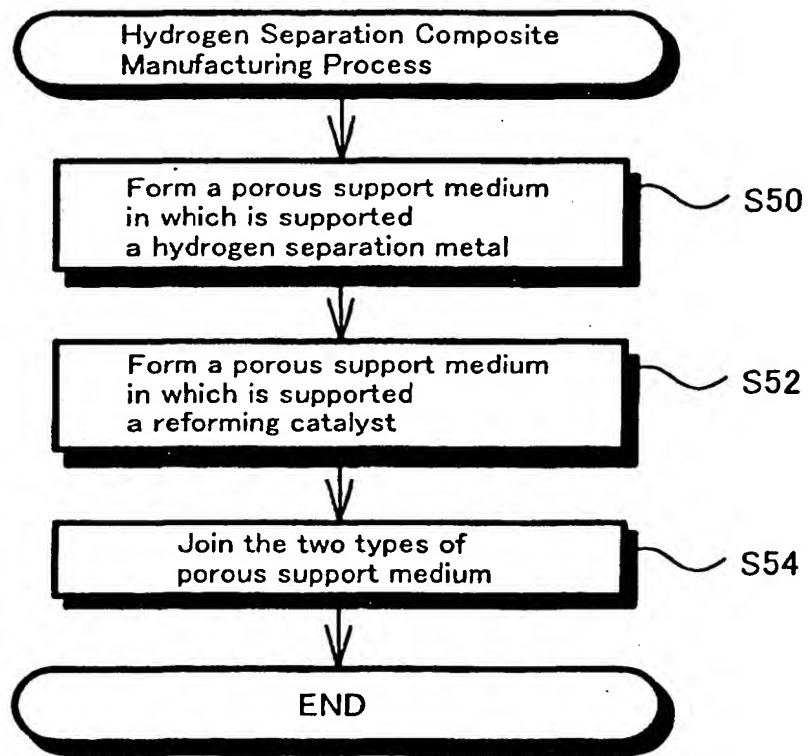 Hydrogen Separation Composite
Manufacturing Process
Form a porous support medium
in which is supported
a hydrogen separation metal
S50
Form a porous support medium
in which is supported
a reforming catalyst
S52
Join the two types of
porous support medium
S54
END